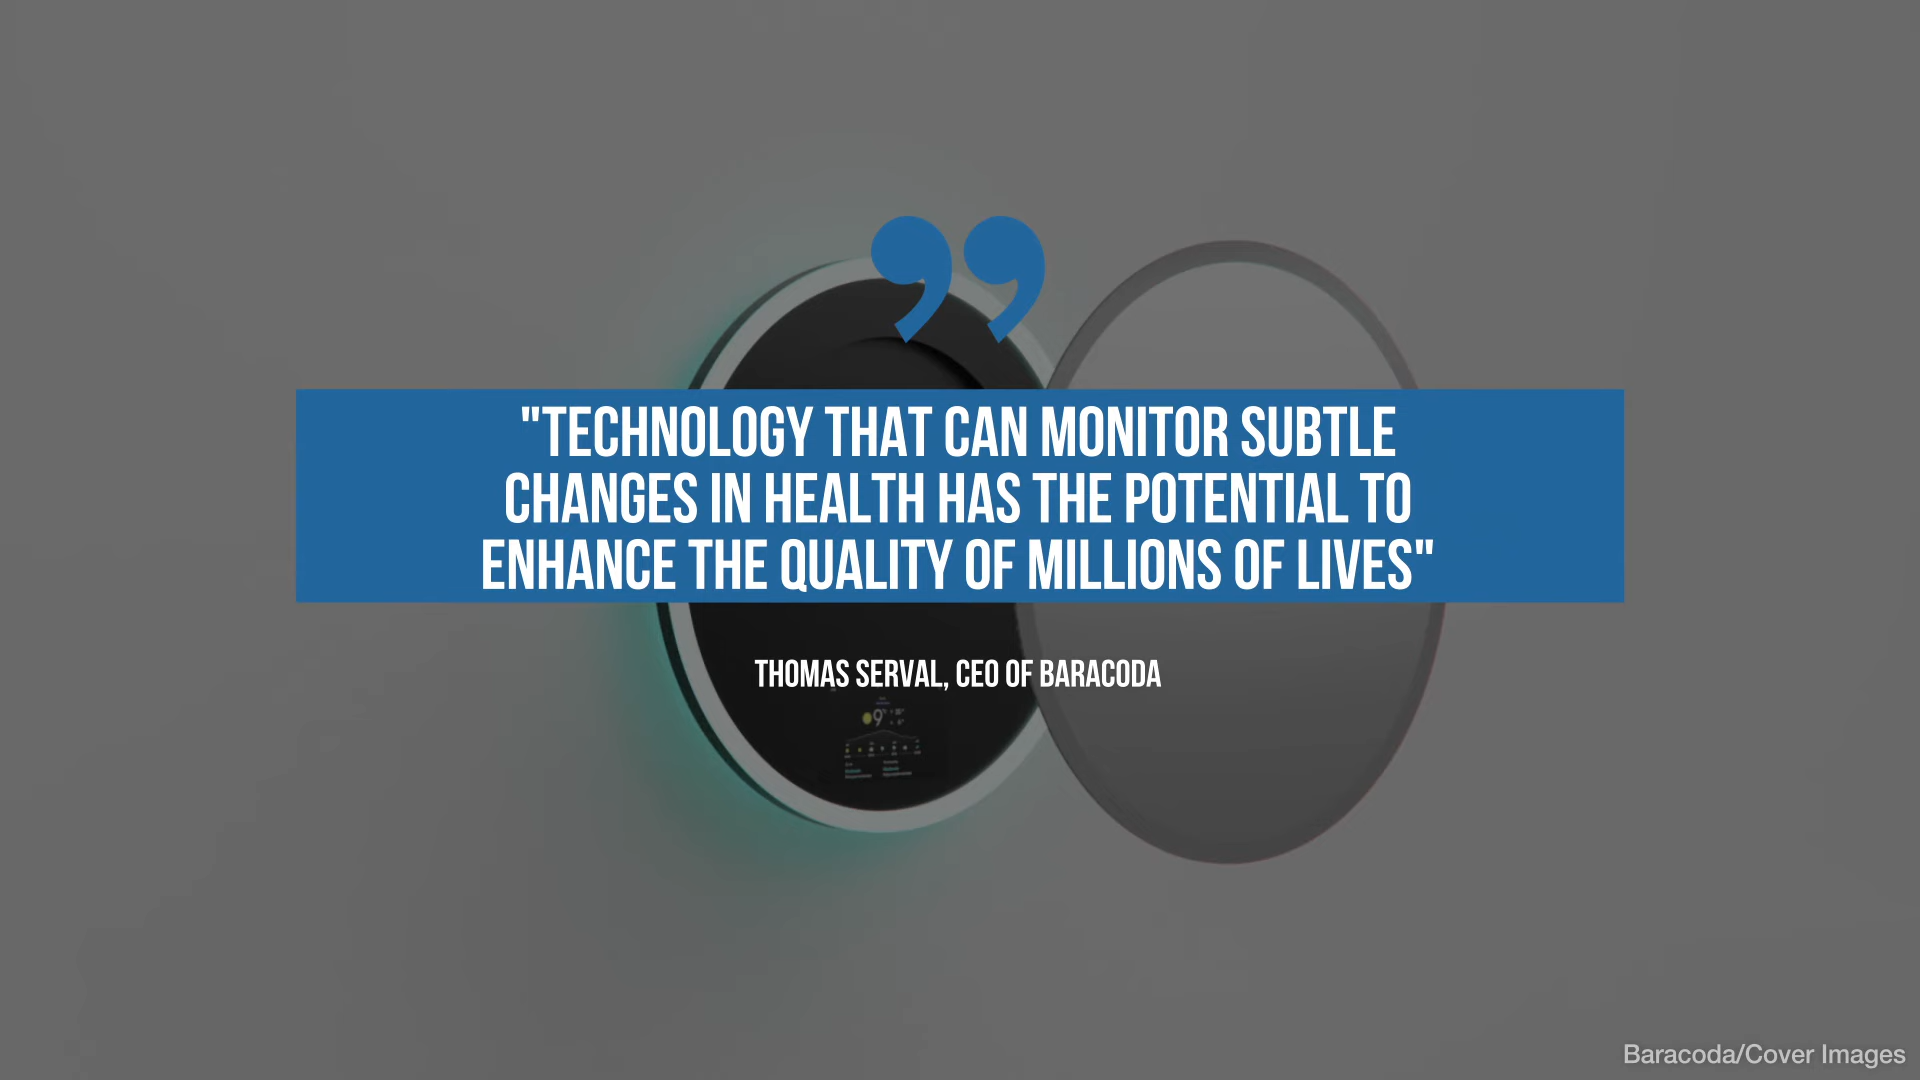 "TECHNOLOGY THAT CAN MONITOR SUBTLE
CHANGES IN HEALTH HAS THE POTENTIAL TO
ENHANCE THE QUALITY OF MILLIONS OF LIVES"
THOMAS SERVAL, CEO OF BARACODA
9°
Baracoda/Cover Images